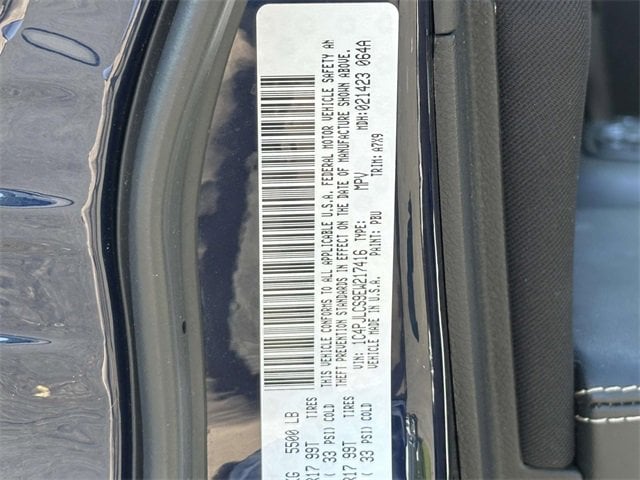 KG 5500 LB
R17 99T TIRES
( 33 PSI) COLD
THIS VEHICLE CONFORMS TO ALL APPLICABLE U.S.A. FEDERAL MOTOR VEHICLE SAFETY AN
THEFT PREVENTION STANDARDS IN EFFECT ON THE DATE OF MANUFACTURE SHOWN ABOVE.
VIN: 1C4PJLCS9EW217416 TYPE: MPV MDH: 021423 064A
VEHICLE MADE IN U.S.A. PAINT: PBU TRIM: A7X9
R17 99T TIRES
( 33 PSI) COLD